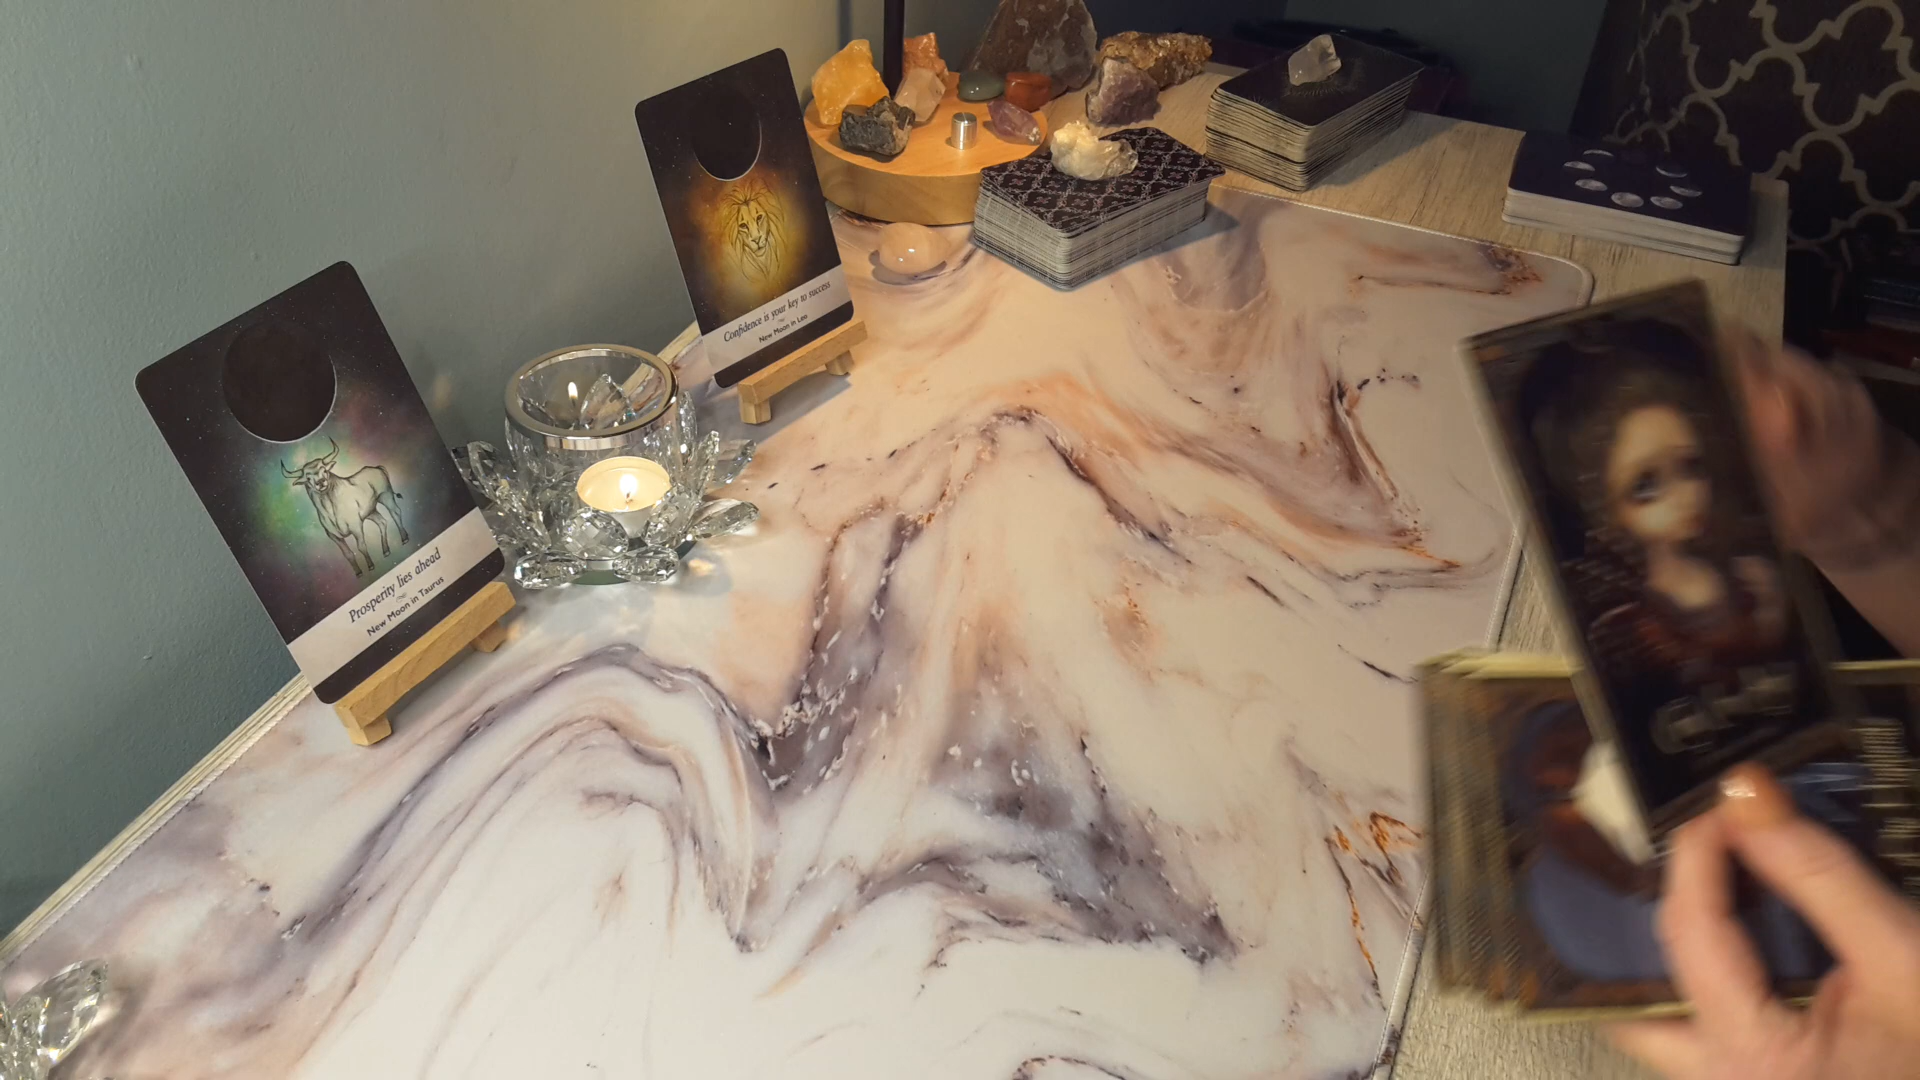 Confidence is your key to success
New Moon in Leo
Prosperity lies ahead
New Moon in Taurus